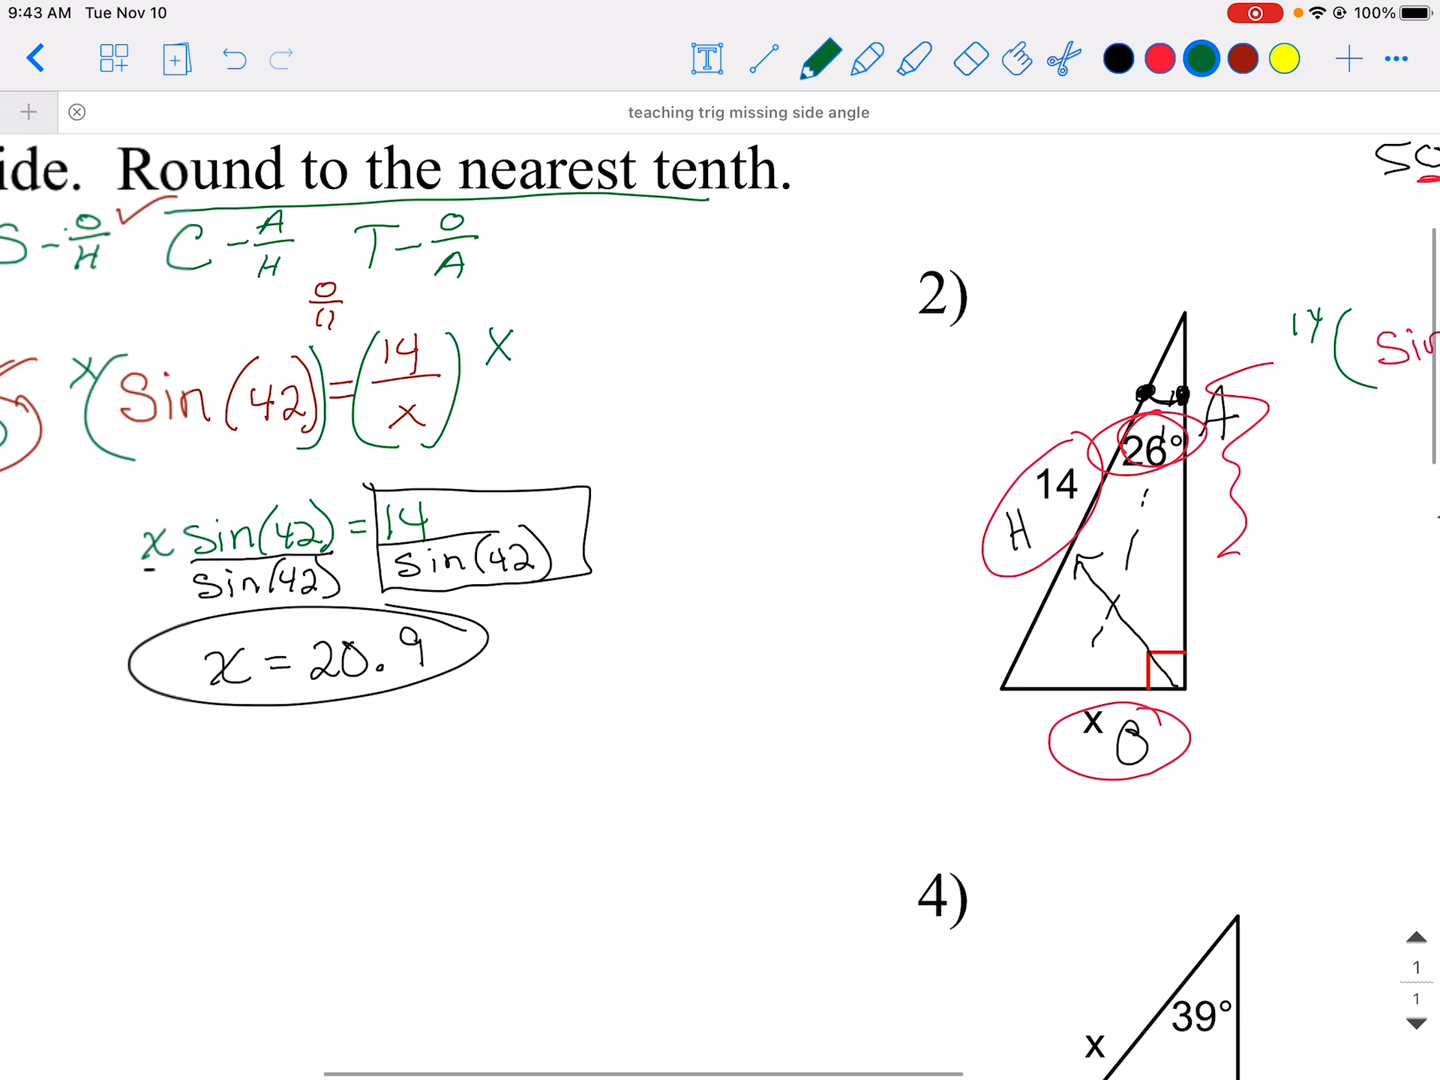 9:43 AM Tue Nov 10
100%
teaching trig missing side angle
ide. Round to the nearest tenth.
S - O/H C - A/H T - O/A
x(Sin(42)) = (14/x) x
x sin(42) = 14
sin(42) sin(42)
x = 20.9
2)
14 (Sin
A
26°
14
H
x O
4)
39°
x
1
1